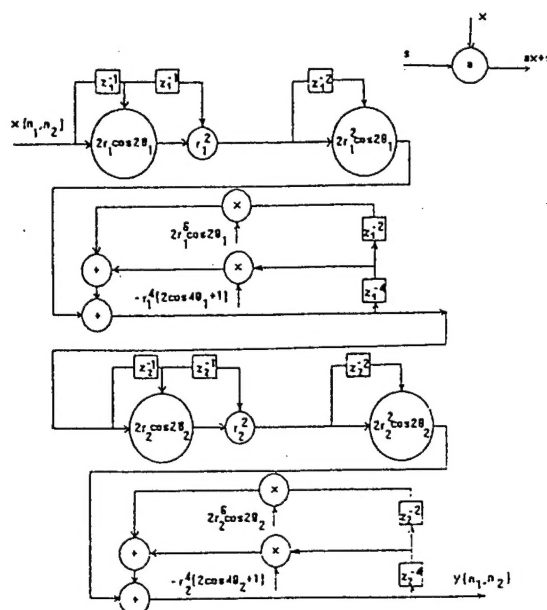 x
s a ax+s
z₁⁻¹ z₁⁻¹ z₁⁻²
x{n₁,n₂} 2r₁cos2θ₁ r₁² 2r₁²cos2θ₁
× z₁⁻²
2r₁⁶cos2θ₁
+ ×
-r₁⁴{2cos4θ₁+1} z₁⁻⁴
+
z₂⁻¹ z₂⁻¹ z₂⁻²
2r₂cos2θ₂ r₂² 2r₂²cos2θ₂
× z₂⁻²
2r₂⁶cos2θ₂
+ ×
-r₂⁴{2cos4θ₂+1} z₂⁻⁴
+ y{n₁,n₂}